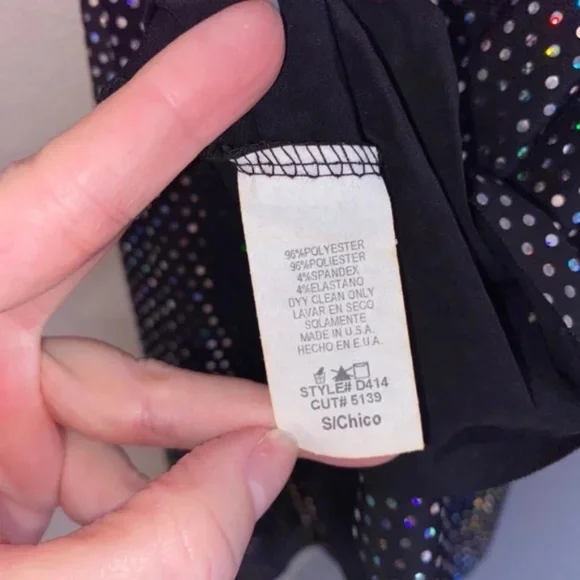 96%POLYESTER
96%POLIESTER
4%SPANDEX
4%ELASTANO
DYY CLEAN ONLY
LAVAR EN SECO
SOLAMENTE
MADE IN U.S.A.
HECHO EN E.U.A.
STYLE# D414
CUT# 5139
S/Chico